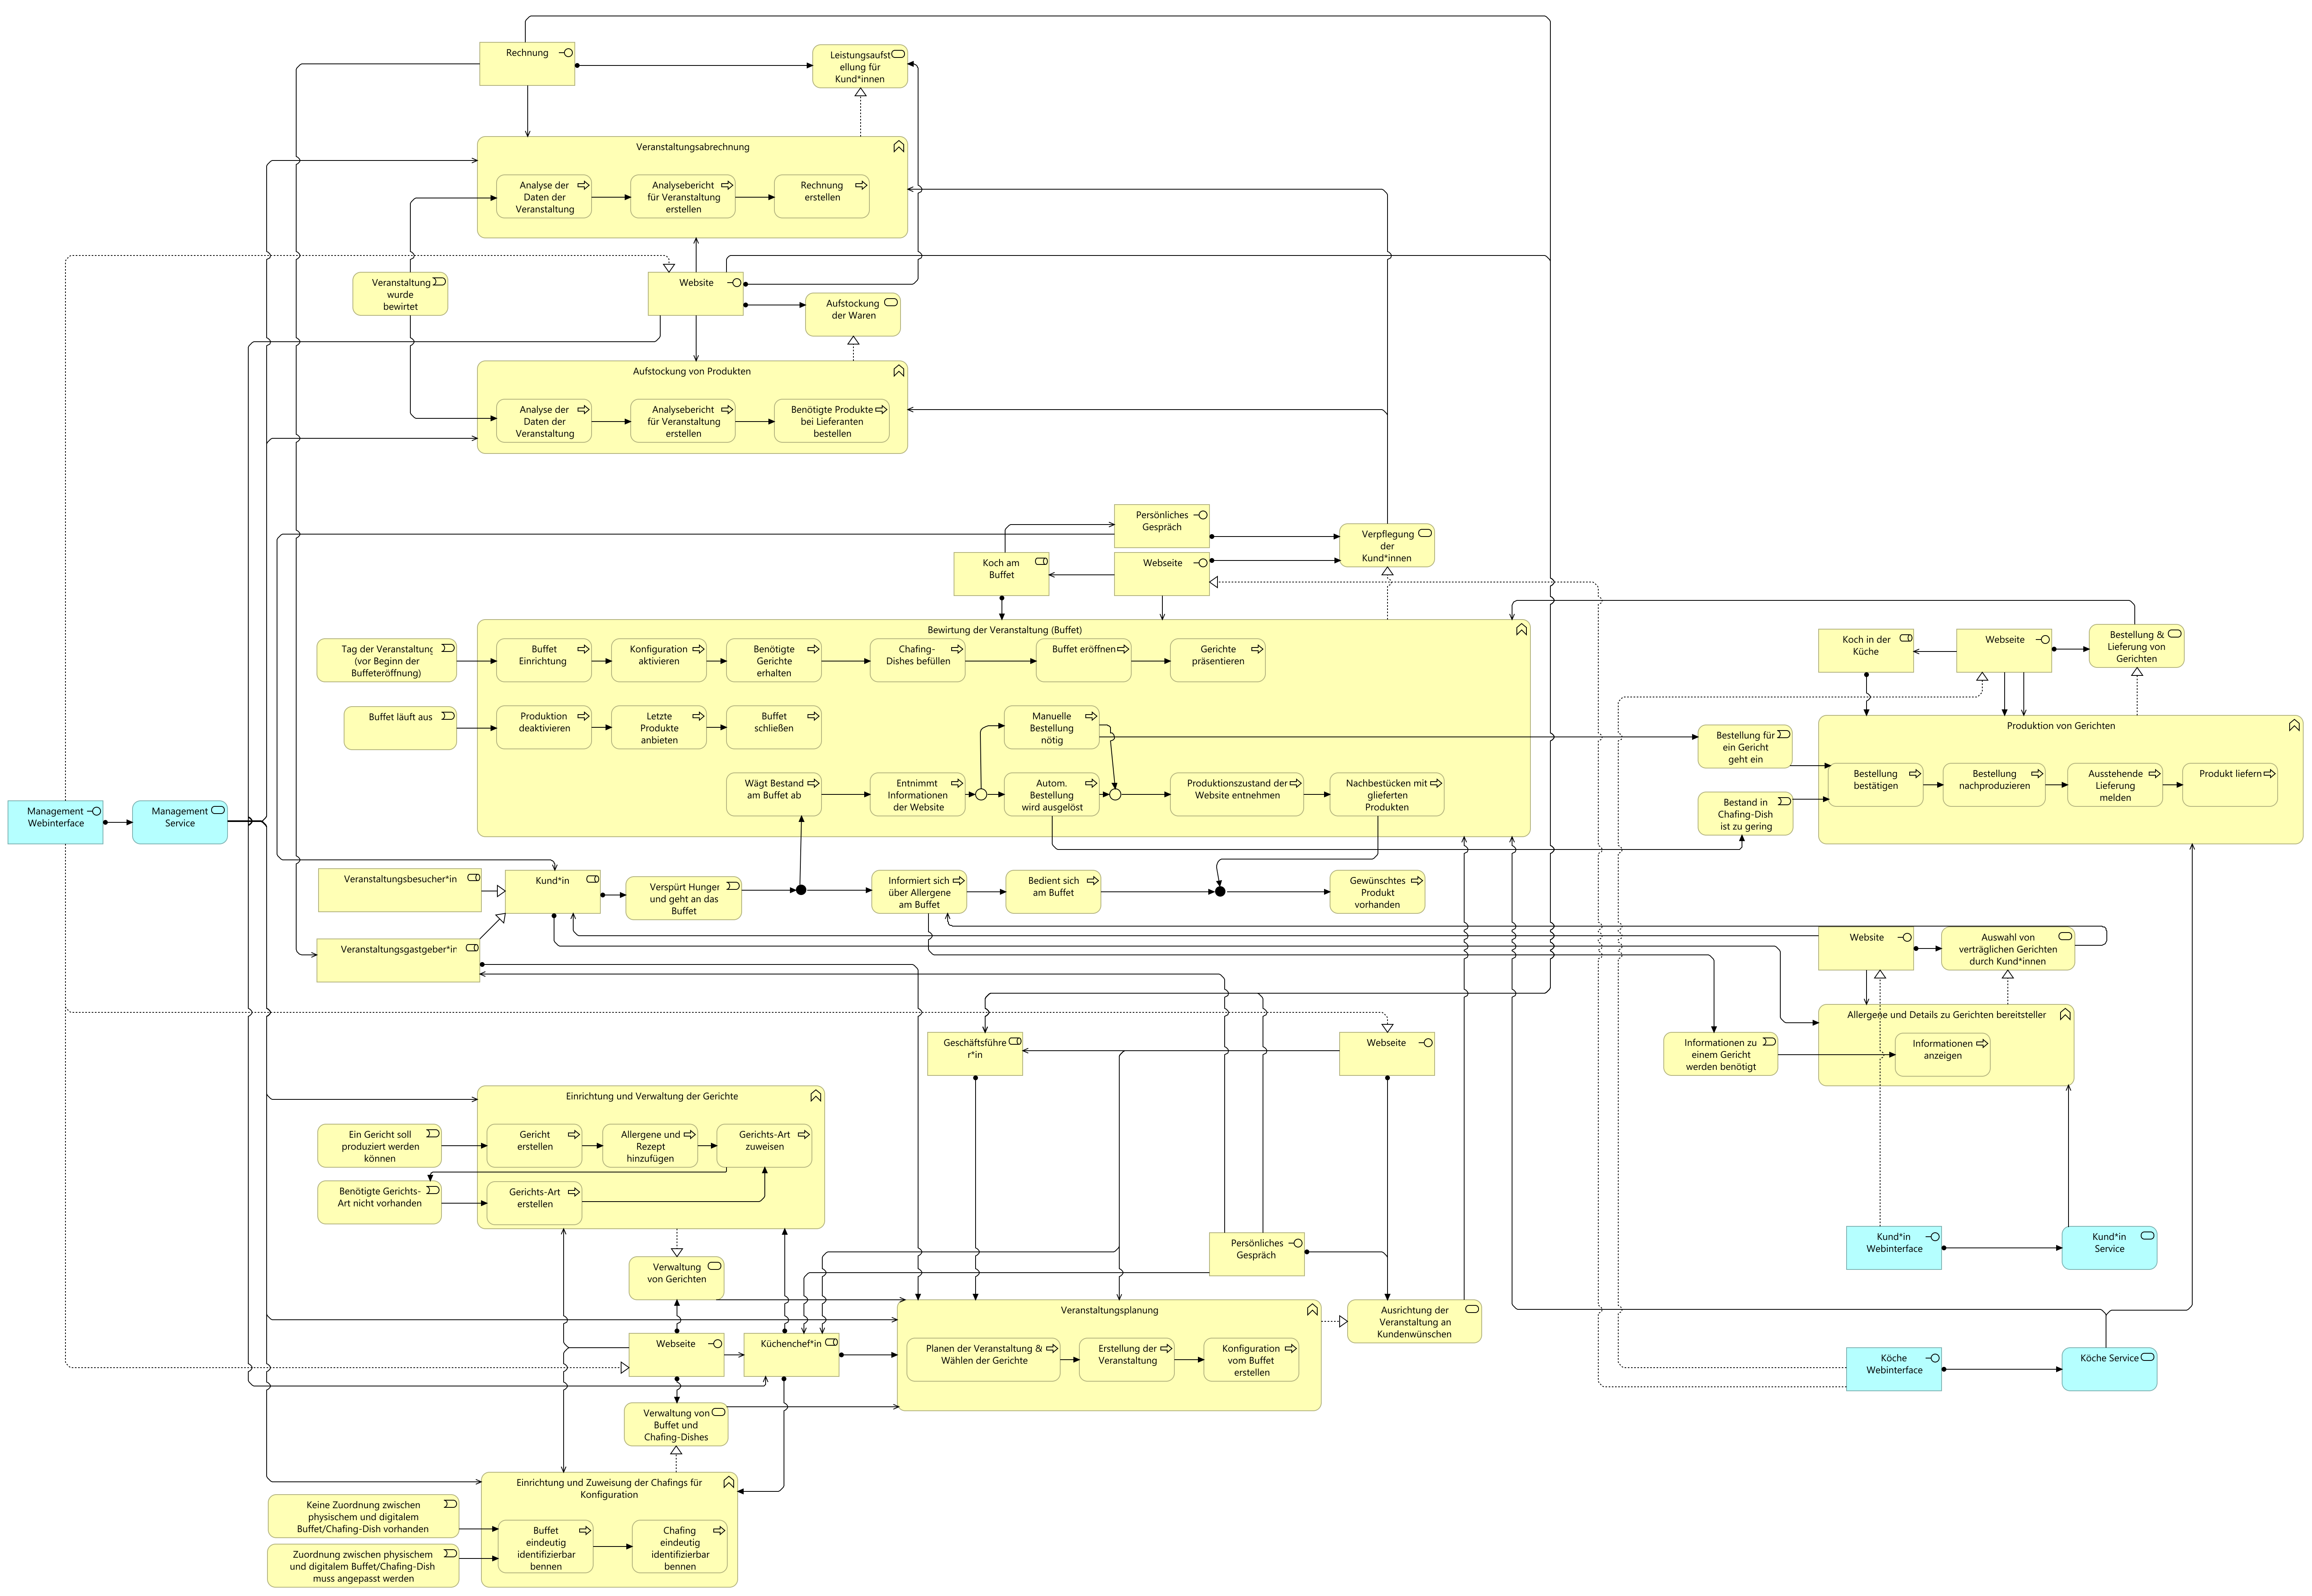 Rechnung
Leistungsaufst
ellung für
Kund*innen
Veranstaltungsabrechnung
Analyse der
Daten der
Veranstaltung
Analysebericht
für Veranstaltung
erstellen
Rechnung
erstellen
Veranstaltung
wurde
bewirtet
Website
Aufstockung
der Waren
Aufstockung von Produkten
Analyse der
Daten der
Veranstaltung
Analysebericht
für Veranstaltung
erstellen
Benötigte Produkte
bei Lieferanten
bestellen
Persönliches
Gespräch
Verpflegung
der
Kund*innen
Koch am
Buffet
Webseite
Bewirtung der Veranstaltung (Buffet)
Tag der Veranstaltung
(vor Beginn der
Buffeteröffnung)
Buffet
Einrichtung
Konfiguration
aktivieren
Benötigte
Gerichte
erhalten
Chafing-
Dishes befüllen
Buffet eröffnen
Gerichte
präsentieren
Koch in der
Küche
Webseite
Bestellung &
Lieferung von
Gerichten
Buffet läuft aus
Produktion
deaktivieren
Letzte
Produkte
anbieten
Buffet
schließen
Manuelle
Bestellung
nötig
Produktion von Gerichten
Bestellung für
ein Gericht
geht ein
Wägt Bestand
am Buffet ab
Entnimmt
Informationen
der Website
Autom.
Bestellung
wird ausgelöst
Produktionszustand der
Website entnehmen
Nachbestücken mit
glieferten
Produkten
Bestellung
bestätigen
Bestellung
nachproduzieren
Ausstehende
Lieferung
melden
Produkt liefern
Bestand in
Chafing-Dish
ist zu gering
Management
Webinterface
Management
Service
Veranstaltungsbesucher*in
Kund*in
Verspürt Hunger
und geht an das
Buffet
Informiert sich
über Allergene
am Buffet
Bedient sich
am Buffet
Gewünschtes
Produkt
vorhanden
Veranstaltungsgastgeber*in
Website
Auswahl von
verträglichen Gerichten
durch Kund*innen
Geschäftsführe
r*in
Webseite
Allergene und Details zu Gerichten bereitsteller
Informationen zu
einem Gericht
werden benötigt
Informationen
anzeigen
Einrichtung und Verwaltung der Gerichte
Ein Gericht soll
produziert werden
können
Gericht
erstellen
Allergene und
Rezept
hinzufügen
Gerichts-Art
zuweisen
Benötigte Gerichts-
Art nicht vorhanden
Gerichts-Art
erstellen
Persönliches
Gespräch
Kund*in
Webinterface
Kund*in
Service
Verwaltung
von Gerichten
Veranstaltungsplanung
Ausrichtung der
Veranstaltung an
Kundenwünschen
Webseite
Küchenchef*in
Planen der Veranstaltung &
Wählen der Gerichte
Erstellung der
Veranstaltung
Konfiguration
vom Buffet
erstellen
Köche
Webinterface
Köche Service
Verwaltung von
Buffet und
Chafing-Dishes
Einrichtung und Zuweisung der Chafings für
Konfiguration
Keine Zuordnung zwischen
physischem und digitalem
Buffet/Chafing-Dish vorhanden
Buffet
eindeutig
identifizierbar
bennen
Chafing
eindeutig
identifizierbar
bennen
Zuordnung zwischen physischem
und digitalem Buffet/Chafing-Dish
muss angepasst werden